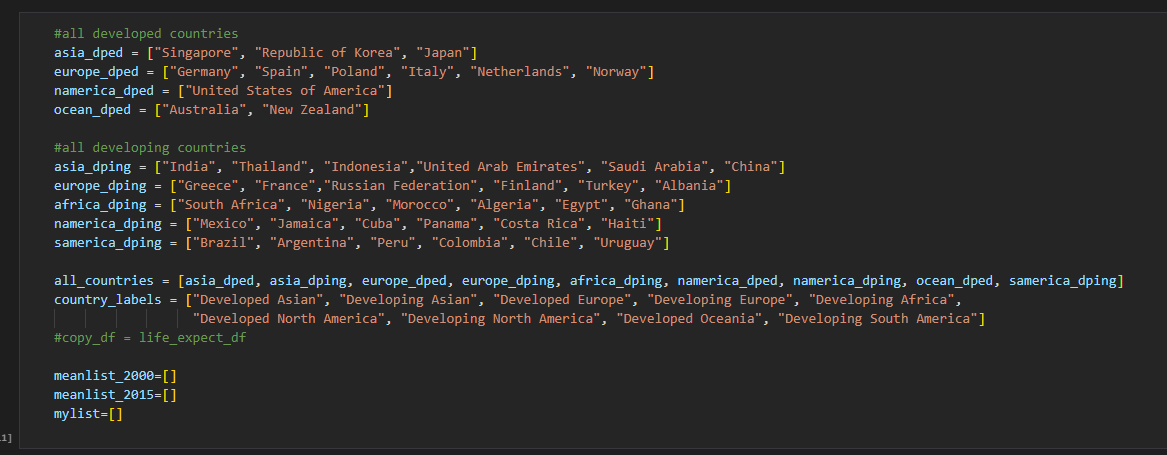 #all developed countries
asia_dped = ["Singapore", "Republic of Korea", "Japan"]
europe_dped = ["Germany", "Spain", "Poland", "Italy", "Netherlands", "Norway"]
namerica_dped = ["United States of America"]
ocean_dped = ["Australia", "New Zealand"]
#all developing countries
asia_dping = ["India", "Thailand", "Indonesia","United Arab Emirates", "Saudi Arabia", "China"]
europe_dping = ["Greece", "France","Russian Federation", "Finland", "Turkey", "Albania"]
africa_dping = ["South Africa", "Nigeria", "Morocco", "Algeria", "Egypt", "Ghana"]
namerica_dping = ["Mexico", "Jamaica", "Cuba", "Panama", "Costa Rica", "Haiti"]
samerica_dping = ["Brazil", "Argentina", "Peru", "Colombia", "Chile", "Uruguay"]
all_countries = [asia_dped, asia_dping, europe_dped, europe_dping, africa_dping, namerica_dped, namerica_dping, ocean_dped, samerica_dping]
country_labels = ["Developed Asian", "Developing Asian", "Developed Europe", "Developing Europe", "Developing Africa",
"Developed North America", "Developing North America", "Developed Oceania", "Developing South America"]
#copy_df = life_expect_df
meanlist_2000=[]
meanlist_2015=[]
mylist=[]
1]